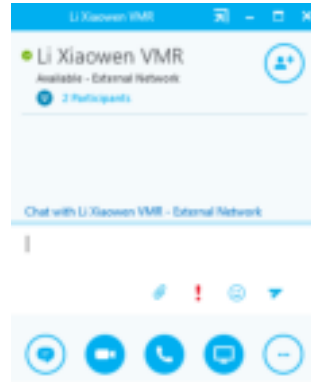 Li Xiaowen VMR
Li Xiaowen VMR
Available - External Network
2 Participants
Chat with Li Xiaowen VMR - External Network